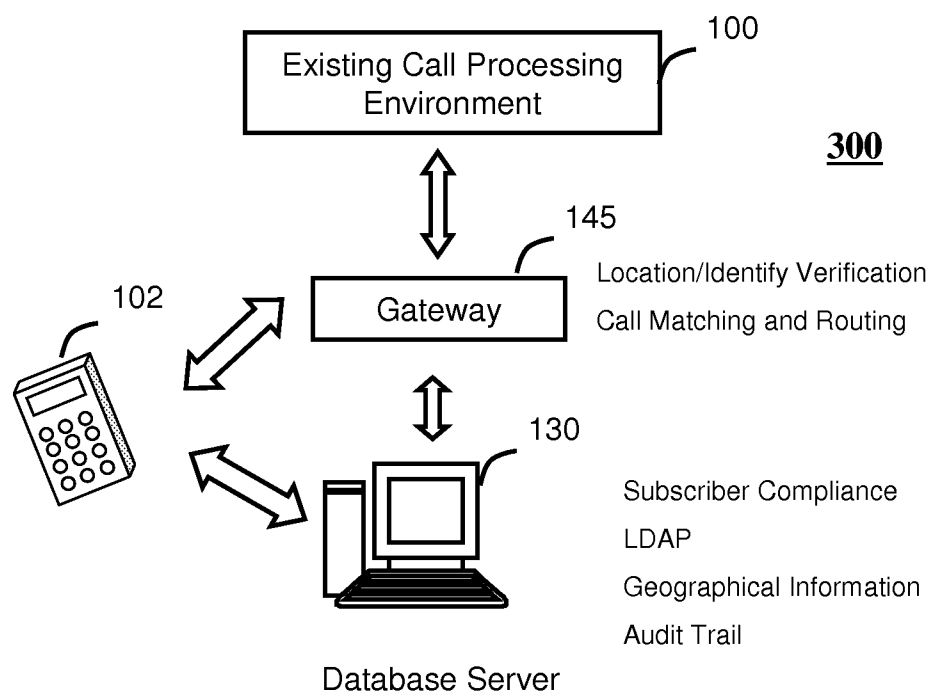 100
Existing Call Processing
Environment
300
145
Location/Identify Verification
Gateway
Call Matching and Routing
102
130
Subscriber Compliance
LDAP
Geographical Information
Audit Trail
Database Server